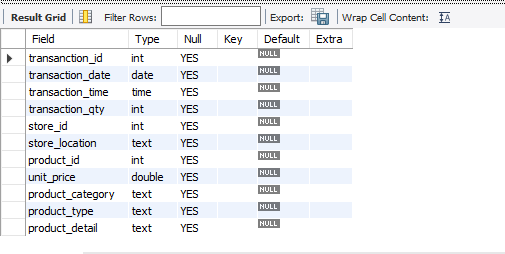 Result Grid Filter Rows: Export: Wrap Cell Content:
Field Type Null Key Default Extra
transanction_id int YES NULL
transaction_date date YES NULL
transaction_time time YES NULL
transaction_qty int YES NULL
store_id int YES NULL
store_location text YES NULL
product_id int YES NULL
unit_price double YES NULL
product_category text YES NULL
product_type text YES NULL
product_detail text YES NULL